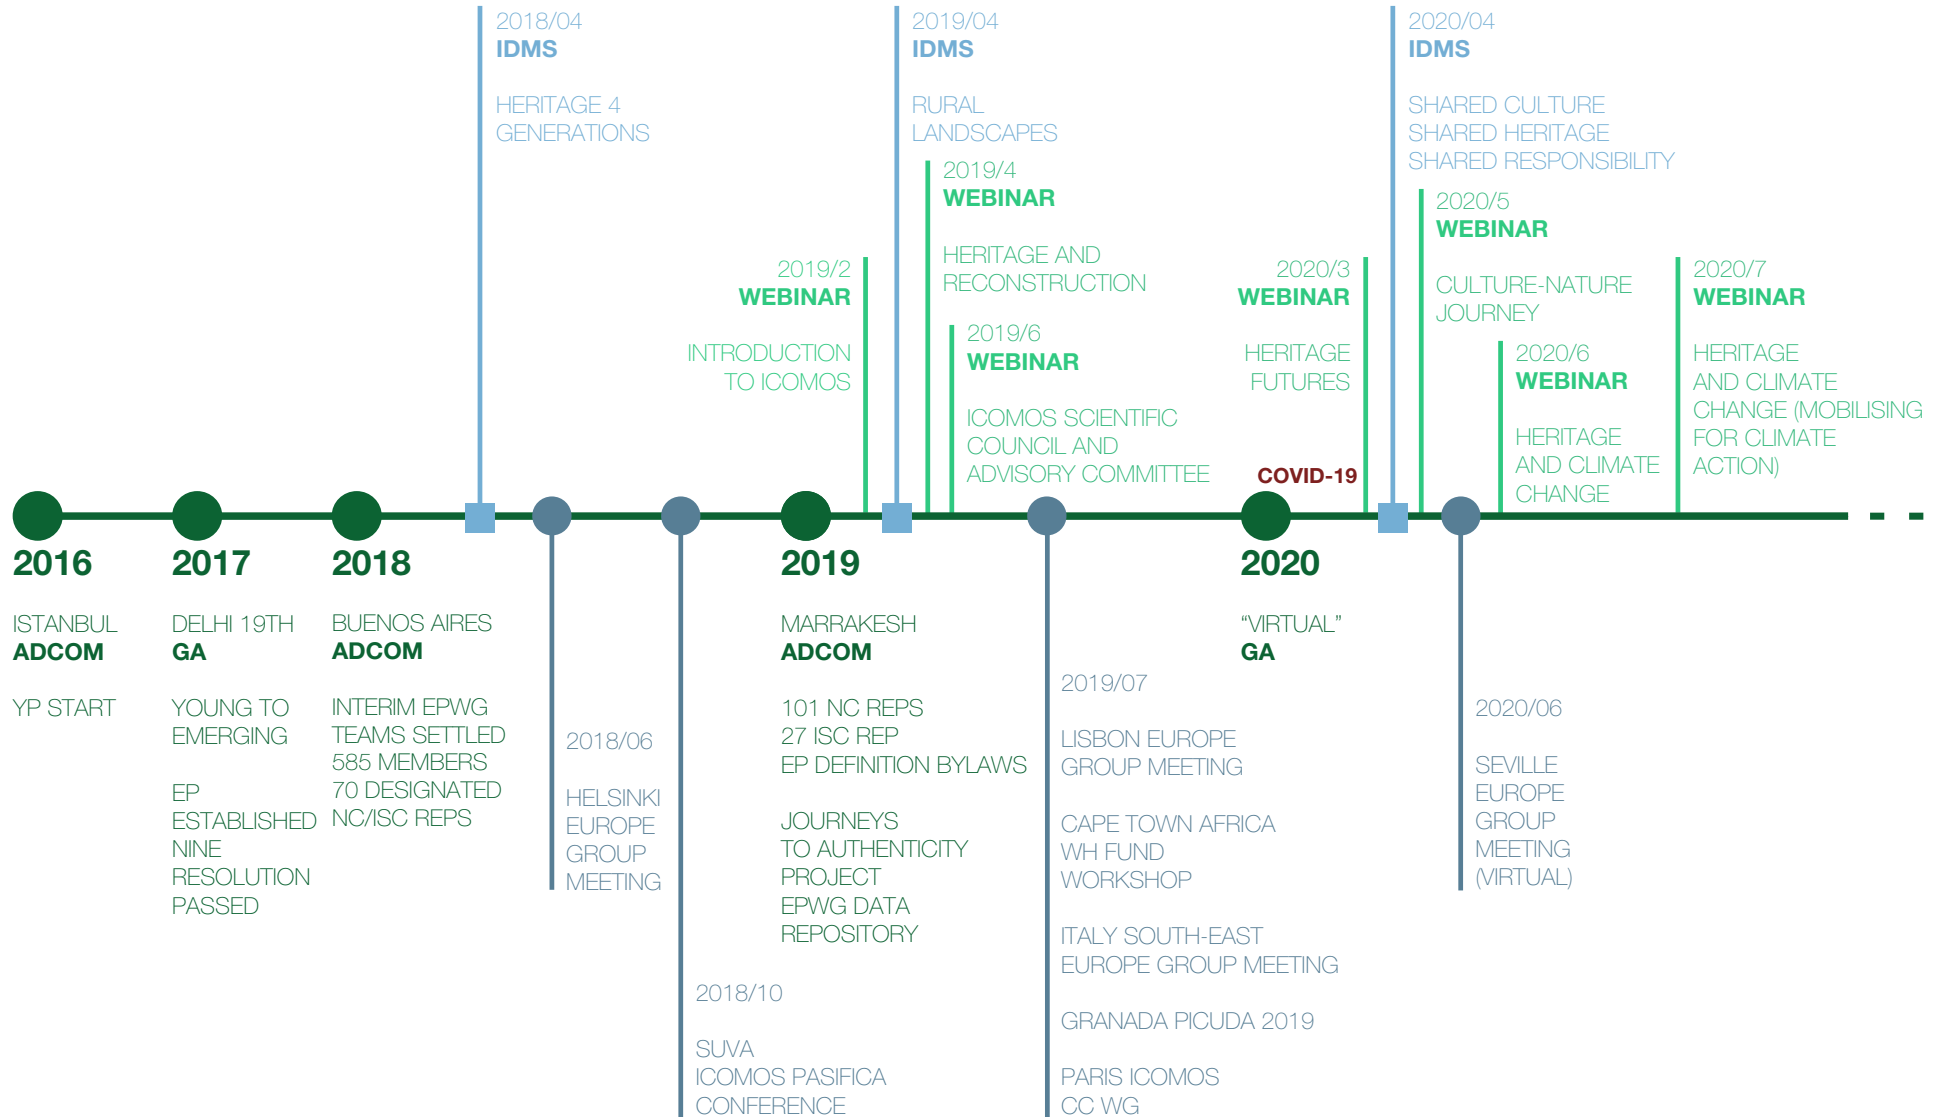 2018/04
IDMS
HERITAGE 4
GENERATIONS
2019/04
IDMS
RURAL
LANDSCAPES
2020/04
IDMS
SHARED CULTURE
SHARED HERITAGE
SHARED RESPONSIBILITY
2019/2
WEBINAR
INTRODUCTION
TO ICOMOS
2019/4
WEBINAR
HERITAGE AND
RECONSTRUCTION
2019/6
WEBINAR
ICOMOS SCIENTIFIC
COUNCIL AND
ADVISORY COMMITTEE
2020/3
WEBINAR
HERITAGE
FUTURES
COVID-19
2020/5
WEBINAR
CULTURE-NATURE
JOURNEY
2020/6
WEBINAR
HERITAGE
AND CLIMATE
CHANGE
2020/7
WEBINAR
HERITAGE
AND CLIMATE
CHANGE (MOBILISING
FOR CLIMATE
ACTION)
2016
ISTANBUL
ADCOM
YP START
2017
DELHI 19TH
GA
YOUNG TO
EMERGING
EP
ESTABLISHED
NINE
RESOLUTION
PASSED
2018
BUENOS AIRES
ADCOM
INTERIM EPWG
TEAMS SETTLED
585 MEMBERS
70 DESIGNATED
NC/ISC REPS
2018/06
HELSINKI
EUROPE
GROUP
MEETING
2018/10
SUVA
ICOMOS PASIFICA
CONFERENCE
2019
MARRAKESH
ADCOM
101 NC REPS
27 ISC REP
EP DEFINITION BYLAWS
JOURNEYS
TO AUTHENTICITY
PROJECT
EPWG DATA
REPOSITORY
2019/07
LISBON EUROPE
GROUP MEETING
CAPE TOWN AFRICA
WH FUND
WORKSHOP
ITALY SOUTH-EAST
EUROPE GROUP MEETING
GRANADA PICUDA 2019
PARIS ICOMOS
CC WG
2020
“VIRTUAL”
GA
2020/06
SEVILLE
EUROPE
GROUP
MEETING
(VIRTUAL)